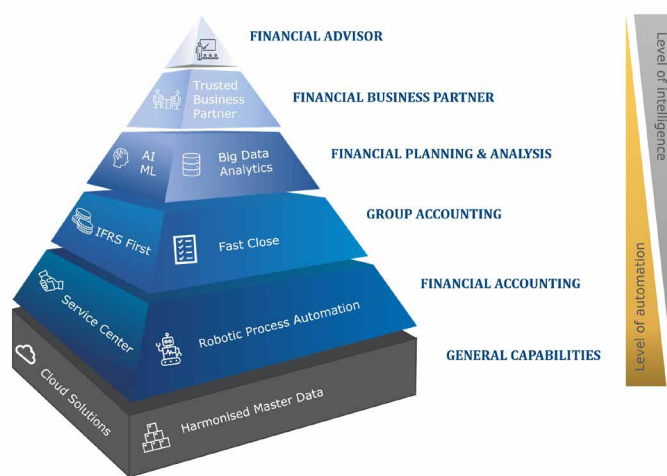 FINANCIAL ADVISOR
Trusted
Business
Partner
FINANCIAL BUSINESS PARTNER
AI
ML
Big Data
Analytics
FINANCIAL PLANNING & ANALYSIS
IFRS First
Fast Close
GROUP ACCOUNTING
Service Center
Robotic Process Automation
FINANCIAL ACCOUNTING
Cloud Solutions
Harmonised Master Data
GENERAL CAPABILITIES
Level of automation
Level of intelligence